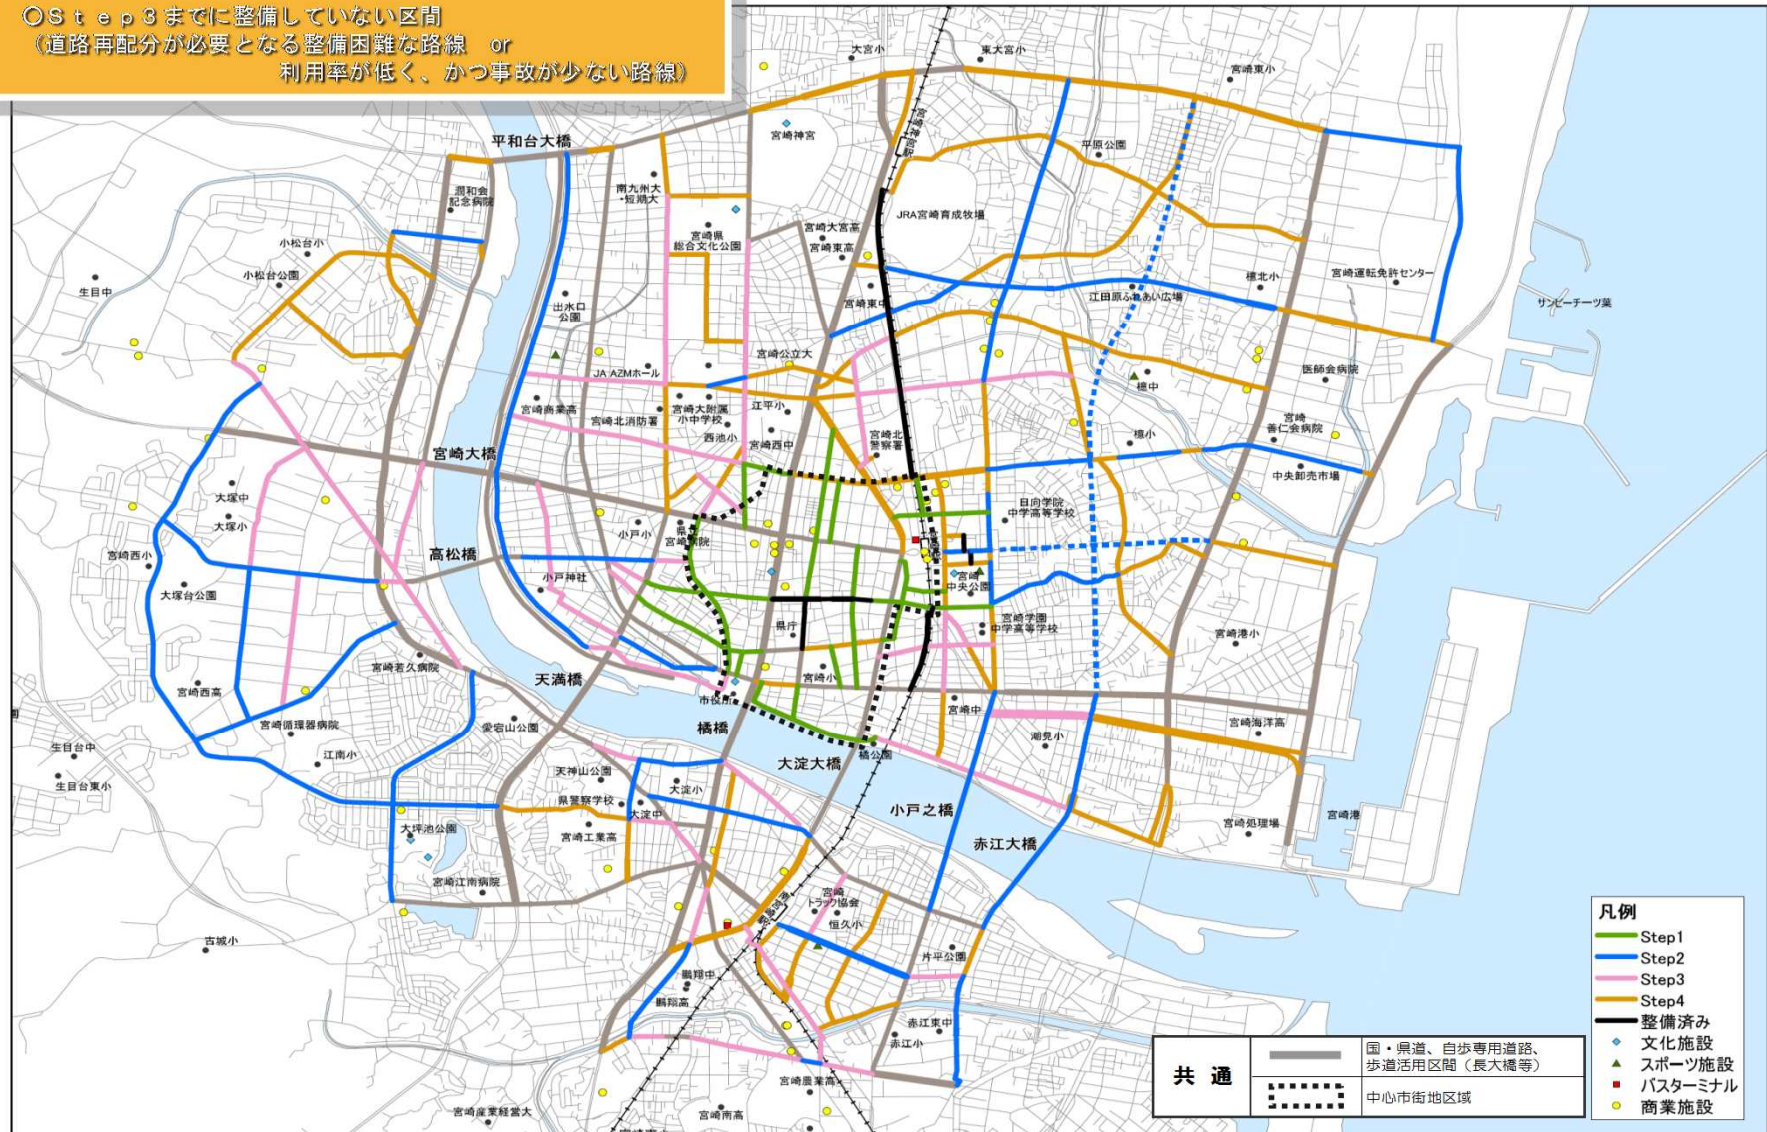 〇Ｓｔｅｐ３までに整備していない区間
（道路再配分が必要となる整備困難な路線　or
利用率が低く、かつ事故が少ない路線）
大宮小
東大宮小
宮崎東小
宮崎神宮
平和台大橋
平原公園
潤和会
記念病院
南九州大
・短期大
JRA宮崎育成牧場
宮崎県
総合文化公園
宮崎大宮高
宮崎東高
小松台小
小松台公園
生目中
宮崎東中
檍北小
宮崎運転免許センター
江田原ふれあい広場
サンビーチ一ツ葉
出水口
公園
宮崎公立大
JA AZMホール
医師会病院
檍中
宮崎商業高
宮崎北消防署
宮崎大附属
小中学校
江平小
西池小
宮崎西中
宮崎北
警察署
檍小
宮崎
善仁会病院
宮崎大橋
中央卸売市場
大塚中
大塚小
日向学院
中学高等学校
小戸小
宮崎西小
高松橋
小戸神社
宮崎
中央公園
大塚台公園
県庁
宮崎学園
中学高等学校
宮崎港小
宮崎若久病院
宮崎小
天満橋
宮崎西高
市役所
宮崎中
宮崎循環器病院
愛宕山公園
橘橋
宮崎海洋高
潮見小
生目台中
江南小
橘公園
大淀大橋
天神山公園
生目台東小
大淀小
県警察学校
大淀中
小戸之橋
宮崎港
大坪池公園
宮崎工業高
宮崎処理場
赤江大橋
宮崎江南病院
宮崎
トラック協会
南宮崎駅
恒久小
古城小
片平公園
鵬翔中
鵬翔高
赤江東中
赤江小
宮崎農業高
宮崎産業経営大
宮崎南高
凡例
Step1
Step2
Step3
Step4
整備済み
文化施設
スポーツ施設
バスターミナル
商業施設
共　通
国・県道、自歩専用道路、
歩道活用区間（長大橋等）
中心市街地区域